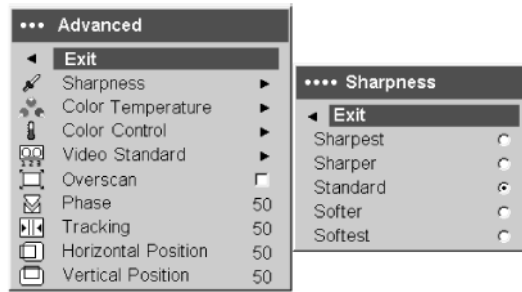 ••• Advanced
Exit
Sharpness
Color Temperature
Color Control
Video Standard
Overscan
Phase 50
Tracking 50
Horizontal Position 50
Vertical Position 50
•••• Sharpness
Exit
Sharpest
Sharper
Standard
Softer
Softest